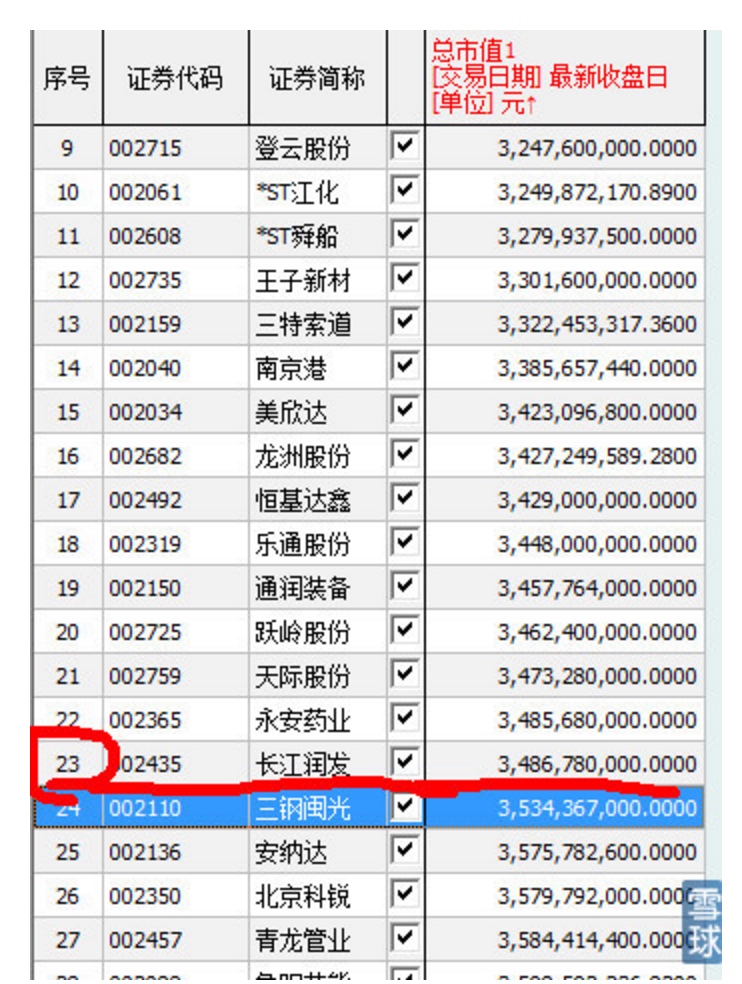 序号 证券代码 证券简称 总市值1
[交易日期] 最新收盘日
[单位] 元↑
9 002715 登云股份 3,247,600,000.0000
10 002061 *ST江化 3,249,872,170.8900
11 002608 *ST舜船 3,279,937,500.0000
12 002735 王子新材 3,301,600,000.0000
13 002159 三特索道 3,322,453,317.3600
14 002040 南京港 3,385,657,440.0000
15 002034 美欣达 3,423,096,800.0000
16 002682 龙洲股份 3,427,249,589.2800
17 002492 恒基达鑫 3,429,000,000.0000
18 002319 乐通股份 3,448,000,000.0000
19 002150 通润装备 3,457,764,000.0000
20 002725 跃岭股份 3,462,400,000.0000
21 002759 天际股份 3,473,280,000.0000
22 002365 永安药业 3,485,680,000.0000
23 002435 长江润发 3,486,780,000.0000
24 002110 三钢闽光 3,534,367,000.0000
25 002136 安纳达 3,575,782,600.0000
26 002350 北京科锐 3,579,792,000.0000
27 002457 青龙管业 3,584,414,400.0000
雪球